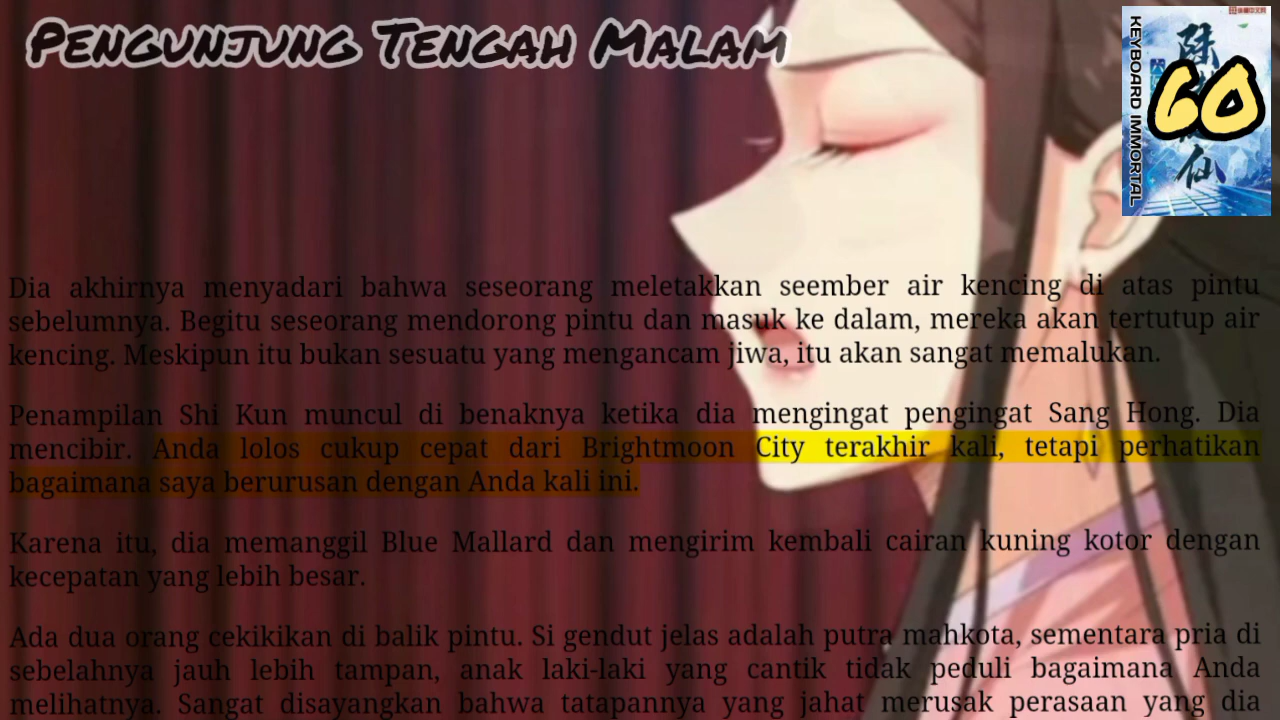 Pengunjung Tengah Malam
KEYBOARD IMMORTAL
60
仙
Dia akhirnya menyadari bahwa seseorang meletakkan seember air kencing di atas pintu
sebelumnya. Begitu seseorang mendorong pintu dan masuk ke dalam, mereka akan tertutup air
kencing. Meskipun itu bukan sesuatu yang mengancam jiwa, itu akan sangat memalukan.
Penampilan Shi Kun muncul di benaknya ketika dia mengingat pengingat Sang Hong. Dia
mencibir. Anda lolos cukup cepat dari Brightmoon City terakhir kali, tetapi perhatikan
bagaimana saya berurusan dengan Anda kali ini.
Karena itu, dia memanggil Blue Mallard dan mengirim kembali cairan kuning kotor dengan
kecepatan yang lebih besar.
Ada dua orang cekikikan di balik pintu. Si gendut jelas adalah putra mahkota, sementara pria di
sebelahnya jauh lebih tampan, anak laki-laki yang cantik tidak peduli bagaimana Anda
melihatnya. Sangat disayangkan bahwa tatapannya yang jahat merusak perasaan yang dia